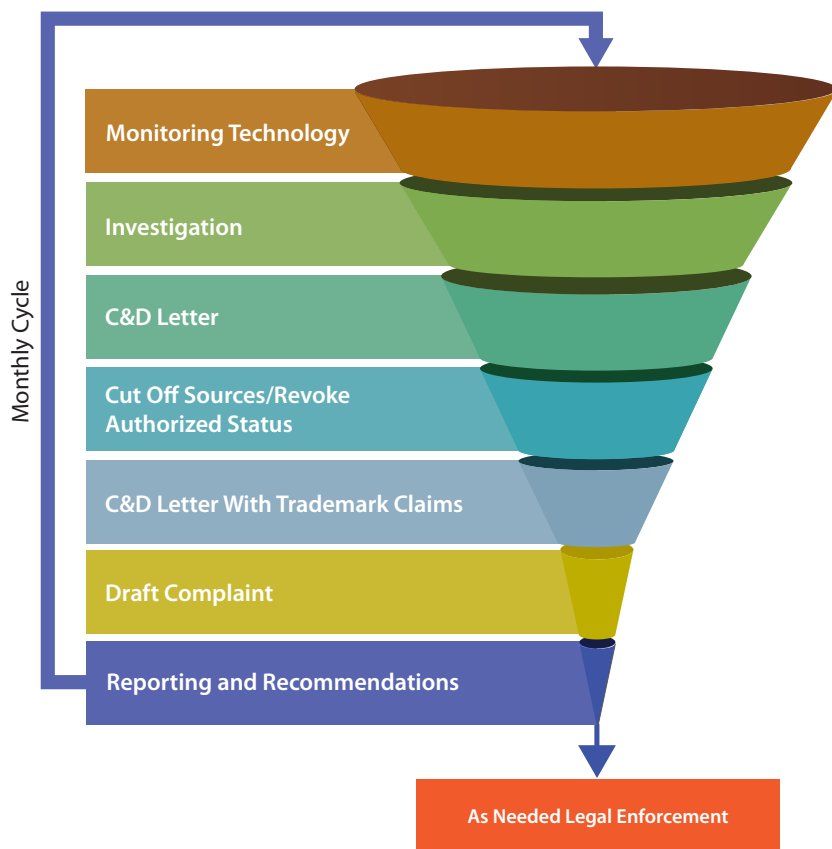 Monthly Cycle
Monitoring Technology
Investigation
C&D Letter
Cut Off Sources/Revoke
Authorized Status
C&D Letter With Trademark Claims
Draft Complaint
Reporting and Recommendations
As Needed Legal Enforcement